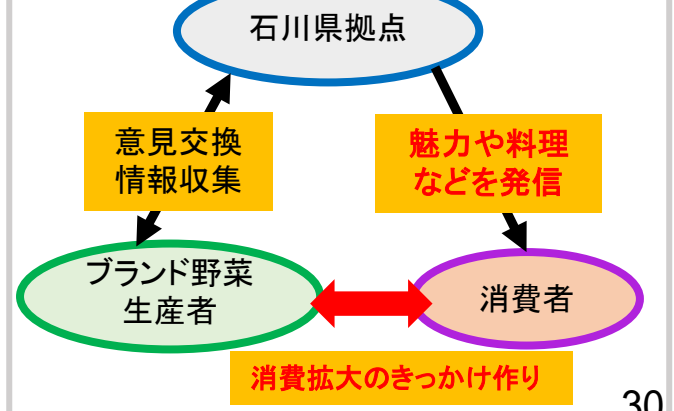 石川県拠点
意見交換
情報収集
魅力や料理
などを発信
ブランド野菜
生産者
消費者
消費拡大のきっかけ作り
30